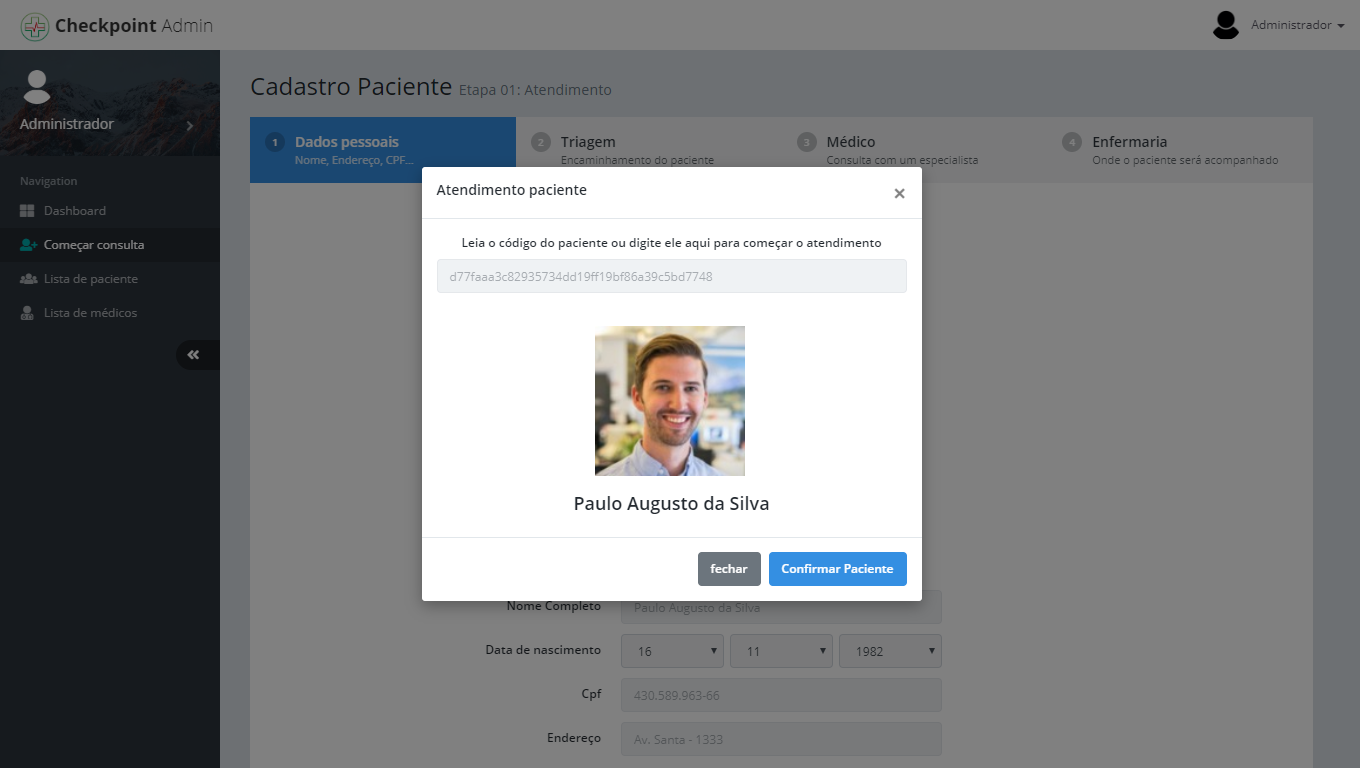 Checkpoint Admin
Administrador
Administrador
Navigation
Dashboard
Começar consulta
Lista de paciente
Lista de médicos
Cadastro Paciente Etapa 01: Atendimento
1 Dados pessoais
Nome, Endereço, CPF...
2 Triagem
Encaminhamento do paciente
3 Médico
Consulta com um especialista
4 Enfermaria
Onde o paciente será acompanhado
Atendimento paciente
×
Leia o código do paciente ou digite ele aqui para começar o atendimento
d77faaa3c82935734dd19ff19bf86a39c5bd7748
Paulo Augusto da Silva
fechar Confirmar Paciente
Nome Completo Paulo Augusto da Silva
Data de nascimento 16 11 1982
Cpf 430.589.963-66
Endereço Av. Santa - 1333